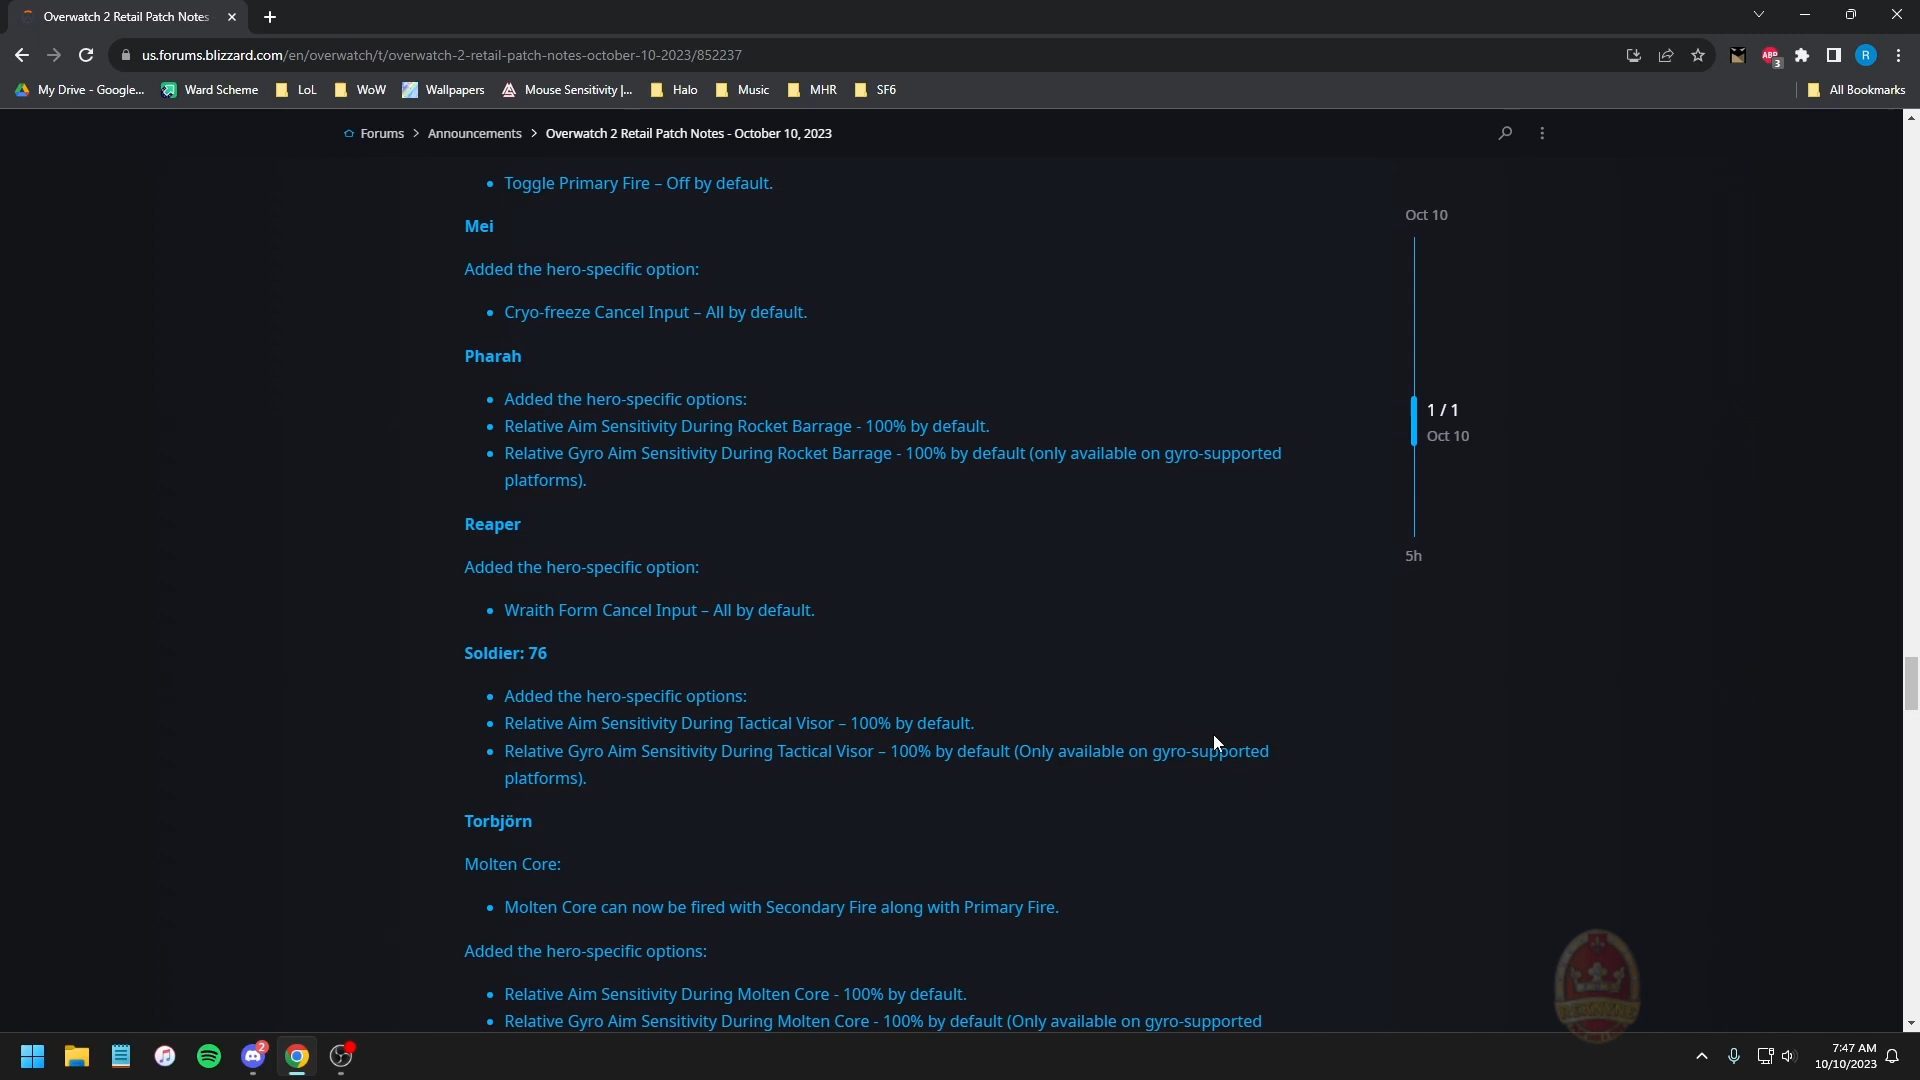 Overwatch 2 Retail Patch Notes
us.forums.blizzard.com/en/overwatch/t/overwatch-2-retail-patch-notes-october-10-2023/852237
ABP
3
R
My Drive - Google...
Ward Scheme
LoL
WoW
Wallpapers
Mouse Sensitivity |...
Halo
Music
MHR
SF6
All Bookmarks
Forums > Announcements > Overwatch 2 Retail Patch Notes - October 10, 2023
• Toggle Primary Fire – Off by default.
Mei
Added the hero-specific option:
• Cryo-freeze Cancel Input – All by default.
Pharah
• Added the hero-specific options:
• Relative Aim Sensitivity During Rocket Barrage - 100% by default.
• Relative Gyro Aim Sensitivity During Rocket Barrage - 100% by default (only available on gyro-supported
platforms).
Reaper
Added the hero-specific option:
• Wraith Form Cancel Input – All by default.
Soldier: 76
• Added the hero-specific options:
• Relative Aim Sensitivity During Tactical Visor – 100% by default.
• Relative Gyro Aim Sensitivity During Tactical Visor – 100% by default (Only available on gyro-supported
platforms).
Torbjörn
Molten Core:
• Molten Core can now be fired with Secondary Fire along with Primary Fire.
Added the hero-specific options:
• Relative Aim Sensitivity During Molten Core - 100% by default.
• Relative Gyro Aim Sensitivity During Molten Core - 100% by default (Only available on gyro-supported
Oct 10
1 / 1
Oct 10
5h
2
7:47 AM
10/10/2023